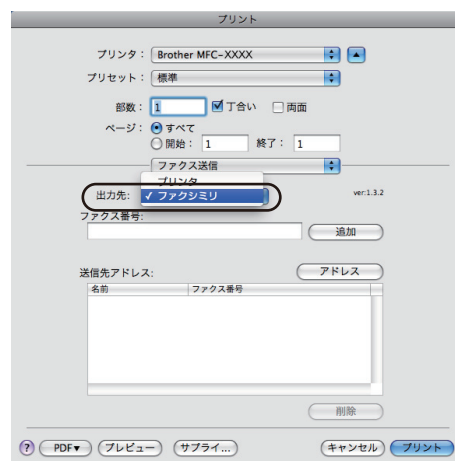 プリント
プリンタ： Brother MFC-XXXX
プリセット： 標準
部数： 1 丁合い 両面
ページ： すべて
開始： 1 終了： 1
ファクス送信
プリンタ
出力先: ✓ ファクシミリ ver:1.3.2
ファクス番号:
追加
送信先アドレス: アドレス
名前 ファクス番号
削除
? PDF▼ プレビュー サプライ... キャンセル プリント